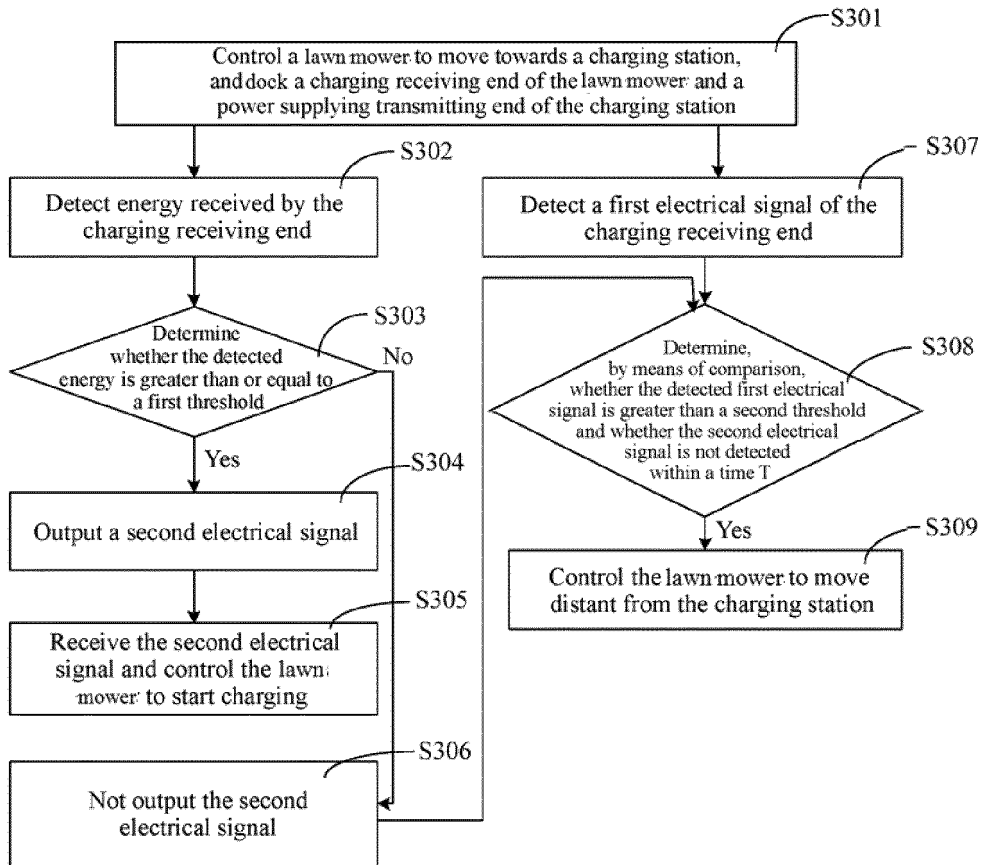 S301
Control a lawn mower to move towards a charging station,
and dock a charging receiving end of the lawn mower and a
power supplying transmitting end of the charging station
S302
Detect energy received by the
charging receiving end
S303
Determine
whether the detected
energy is greater than or equal to
a first threshold
No
Yes
S304
Output a second electrical signal
S305
Receive the second electrical
signal and control the lawn
mower to start charging
S306
Not output the second
electrical signal
S307
Detect a first electrical signal of the
charging receiving end
S308
Determine,
by means of comparison,
whether the detected first electrical
signal is greater than a second threshold
and whether the second electrical
signal is not detected
within a time T
Yes
S309
Control the lawn mower to move
distant from the charging station